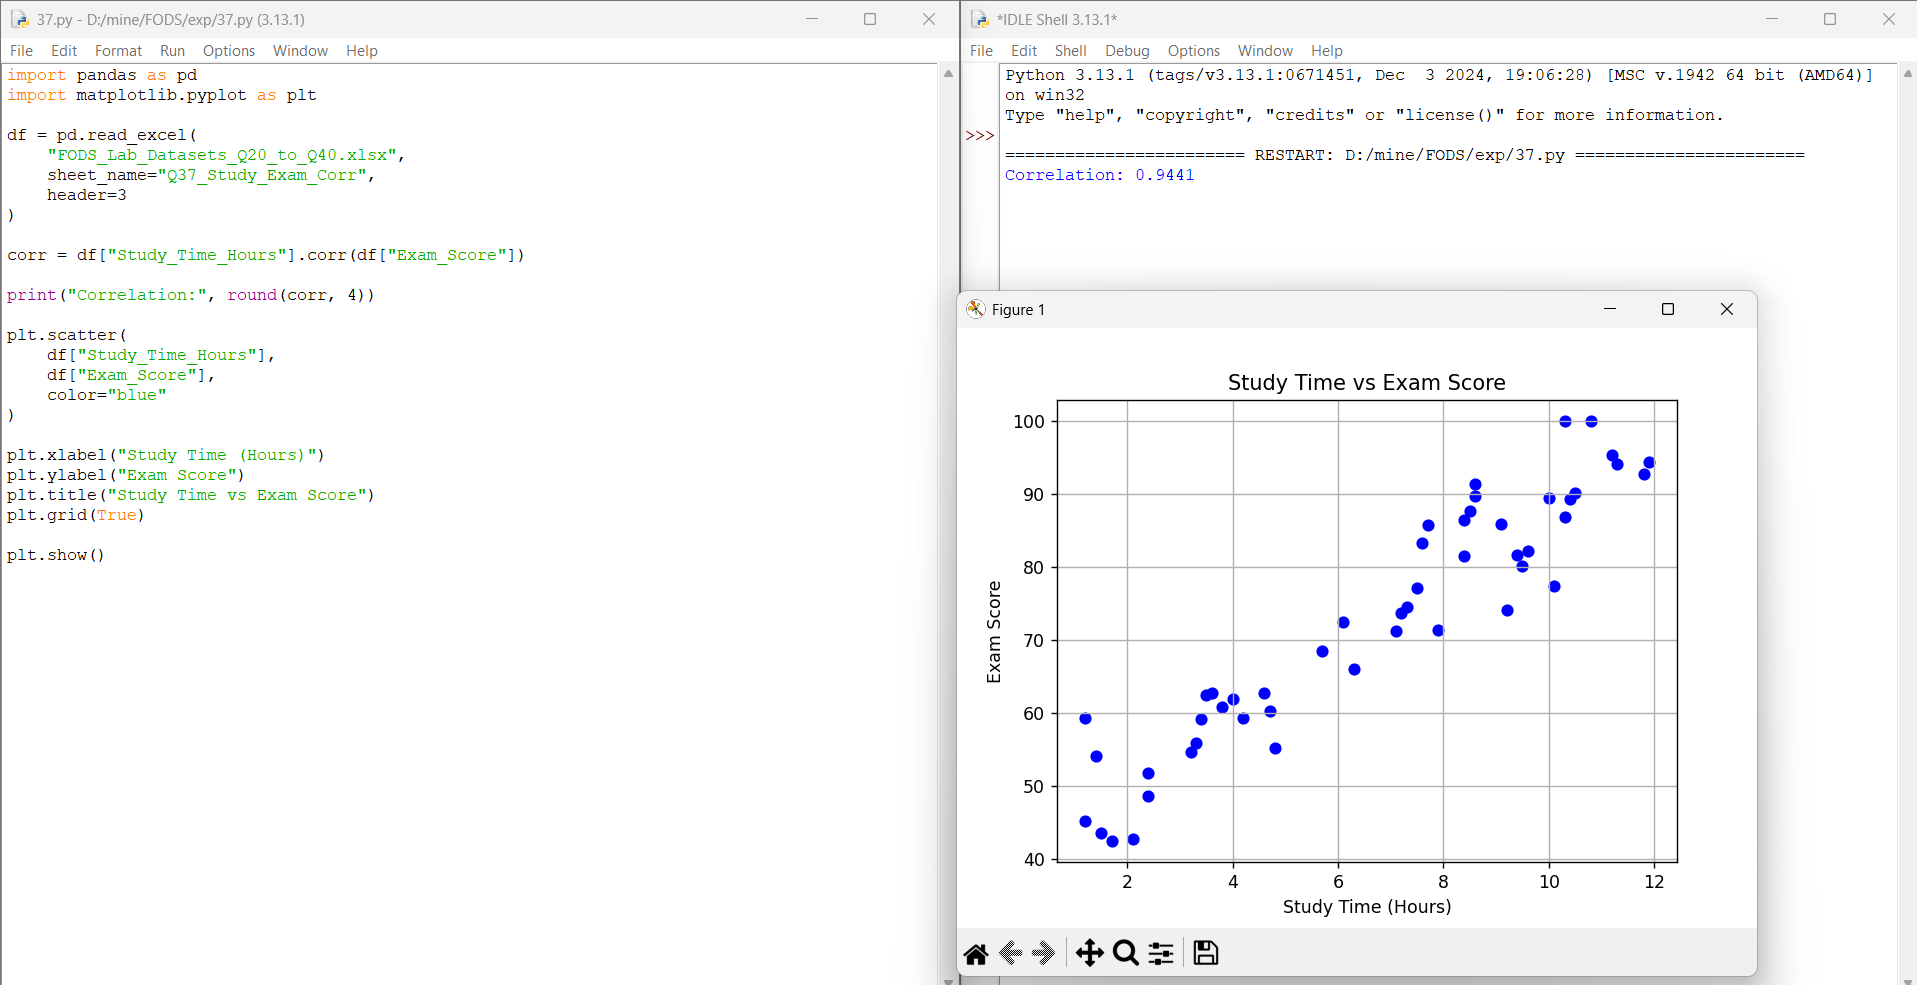 37.py - D:/mine/FODS/exp/37.py (3.13.1)
File Edit Format Run Options Window Help
import pandas as pd
import matplotlib.pyplot as plt
df = pd.read_excel(
    "FODS_Lab_Datasets_Q20_to_Q40.xlsx",
    sheet_name="Q37_Study_Exam_Corr",
    header=3
)
corr = df["Study_Time_Hours"].corr(df["Exam_Score"])
print("Correlation:", round(corr, 4))
plt.scatter(
    df["Study_Time_Hours"],
    df["Exam_Score"],
    color="blue"
)
plt.xlabel("Study Time (Hours)")
plt.ylabel("Exam Score")
plt.title("Study Time vs Exam Score")
plt.grid(True)
plt.show()
*IDLE Shell 3.13.1*
File Edit Shell Debug Options Window Help
Python 3.13.1 (tags/v3.13.1:0671451, Dec  3 2024, 19:06:28) [MSC v.1942 64 bit (AMD64)]
on win32
Type "help", "copyright", "credits" or "license()" for more information.
>>>
======================== RESTART: D:/mine/FODS/exp/37.py =======================
Correlation: 0.9441
Figure 1
Study Time vs Exam Score
100
90
80
70
60
50
40
Exam Score
2 4 6 8 10 12
Study Time (Hours)